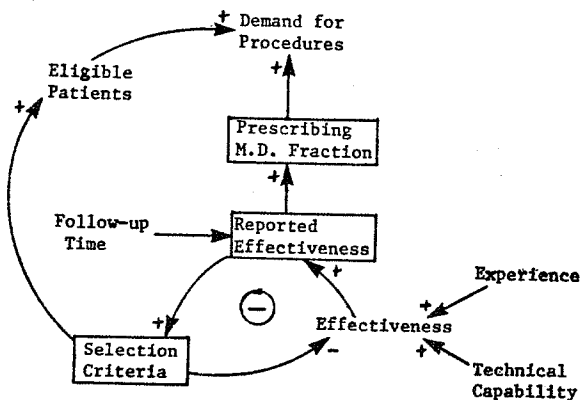 + Demand for
Procedures
Eligible
Patients
+
+
Prescribing
M.D. Fraction
+
Follow-up
Time
Reported
Effectiveness
+
Experience
+
−
+
Effectiveness
Selection
Criteria
−
+
Technical
Capability